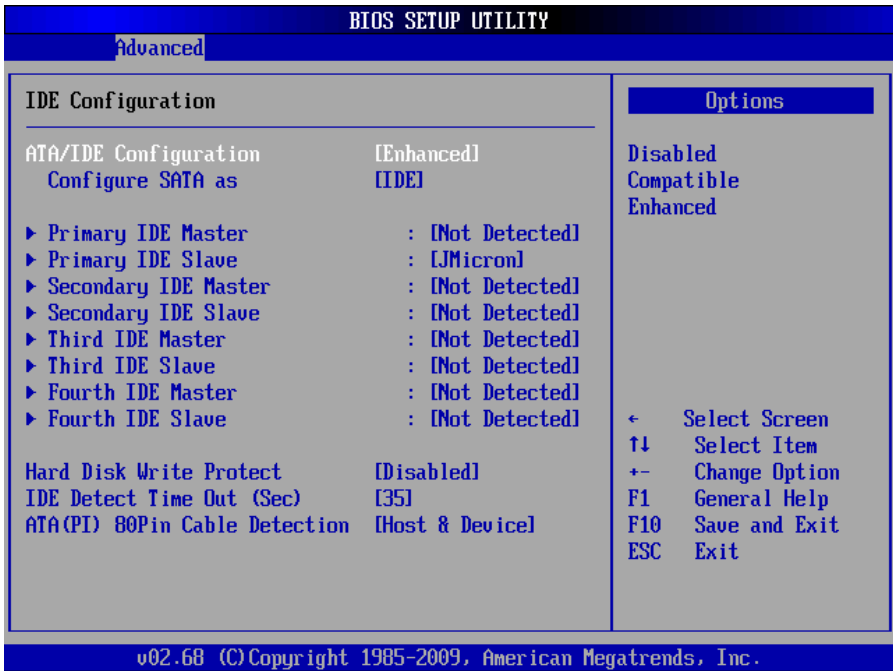 BIOS SETUP UTILITY
Advanced
IDE Configuration
ATA/IDE Configuration [Enhanced]
Configure SATA as [IDE]
▶ Primary IDE Master : [Not Detected]
▶ Primary IDE Slave : [JMicron]
▶ Secondary IDE Master : [Not Detected]
▶ Secondary IDE Slave : [Not Detected]
▶ Third IDE Master : [Not Detected]
▶ Third IDE Slave : [Not Detected]
▶ Fourth IDE Master : [Not Detected]
▶ Fourth IDE Slave : [Not Detected]
Hard Disk Write Protect [Disabled]
IDE Detect Time Out (Sec) [35]
ATA(PI) 80Pin Cable Detection [Host & Device]
Options
Disabled
Compatible
Enhanced
← Select Screen
↑↓ Select Item
+- Change Option
F1 General Help
F10 Save and Exit
ESC Exit
v02.68 (C)Copyright 1985-2009, American Megatrends, Inc.